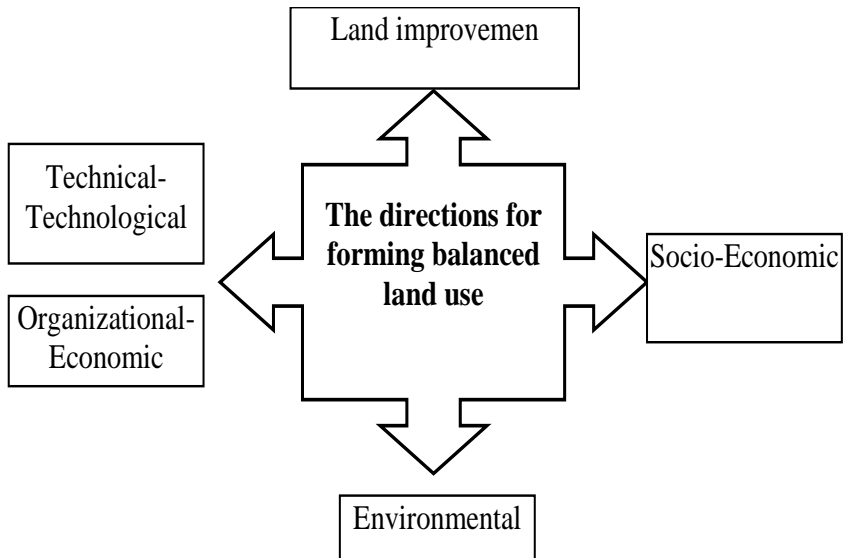 Land improvemen
Technical-
Technological
The directions for
forming balanced
land use
Socio-Economic
Organizational-
Economic
Environmental